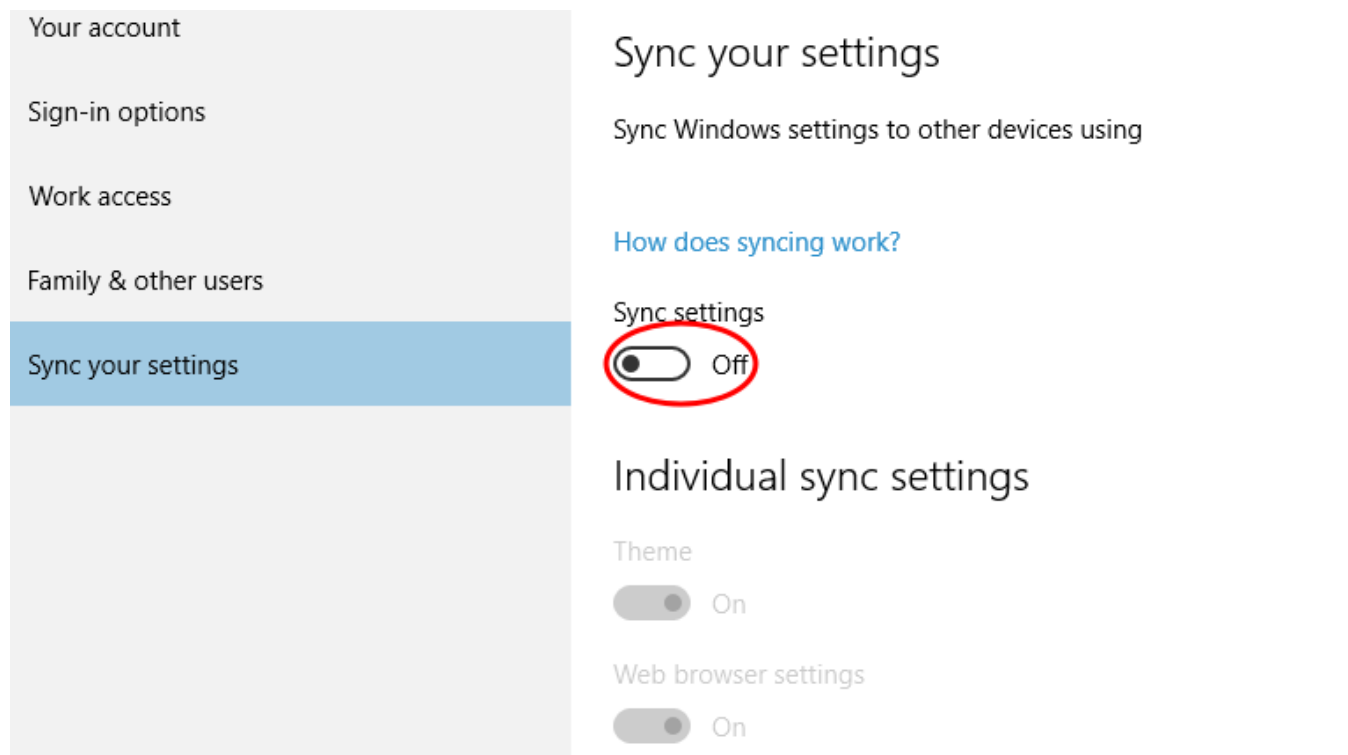 Your account
Sign-in options
Work access
Family & other users
Sync your settings
Sync your settings
Sync Windows settings to other devices using
How does syncing work?
Sync settings
Off
Individual sync settings
Theme
On
Web browser settings
On